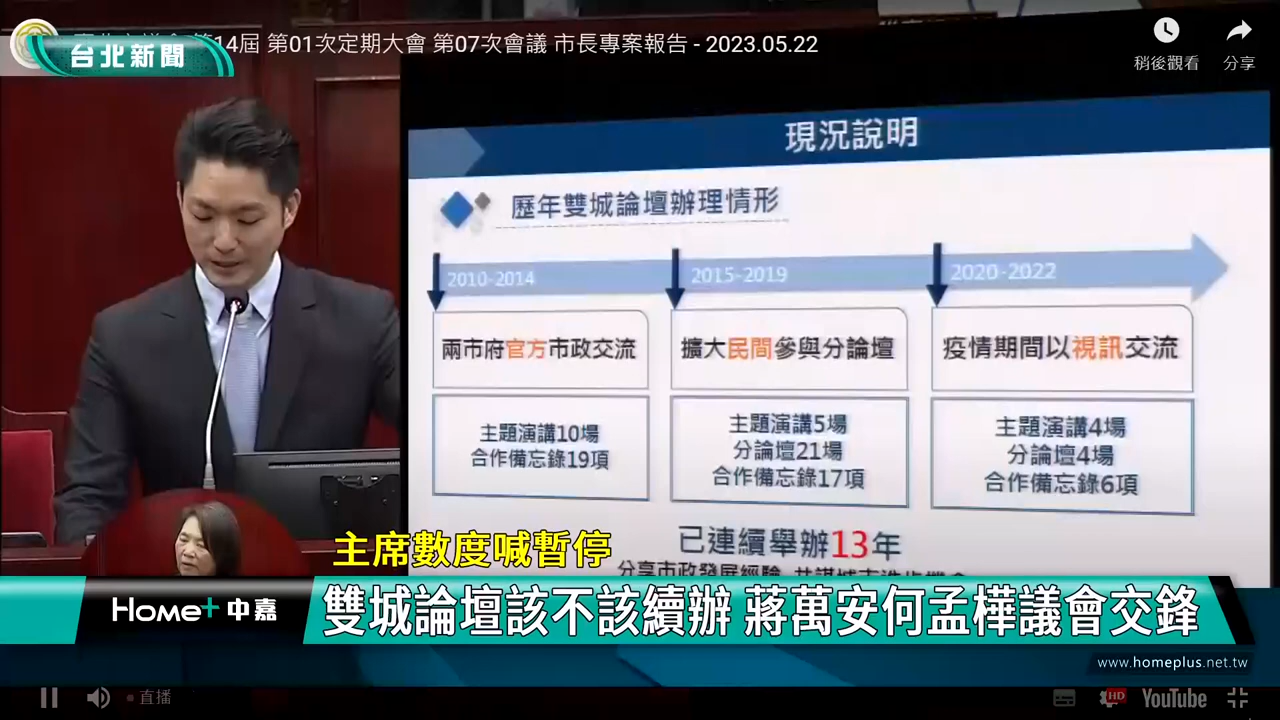 第14屆 第01次定期大會 第07次會議 市長專案報告 - 2023.05.22
台北新聞
稍後觀看
分享
現況說明
歷年雙城論壇辦理情形
2010-2014
2015-2019
2020-2022
兩市府官方市政交流
擴大民間參與分論壇
疫情期間以視訊交流
主題演講10場
合作備忘錄19項
主題演講5場
分論壇21場
合作備忘錄17項
主題演講4場
分論壇4場
合作備忘錄6項
已連續舉辦13年
分享市政發展經驗
主席數度喊暫停
Home+ 中嘉
雙城論壇該不該續辦 蔣萬安何孟樺議會交鋒
www.homeplus.net.tw
直播
HD
YouTube